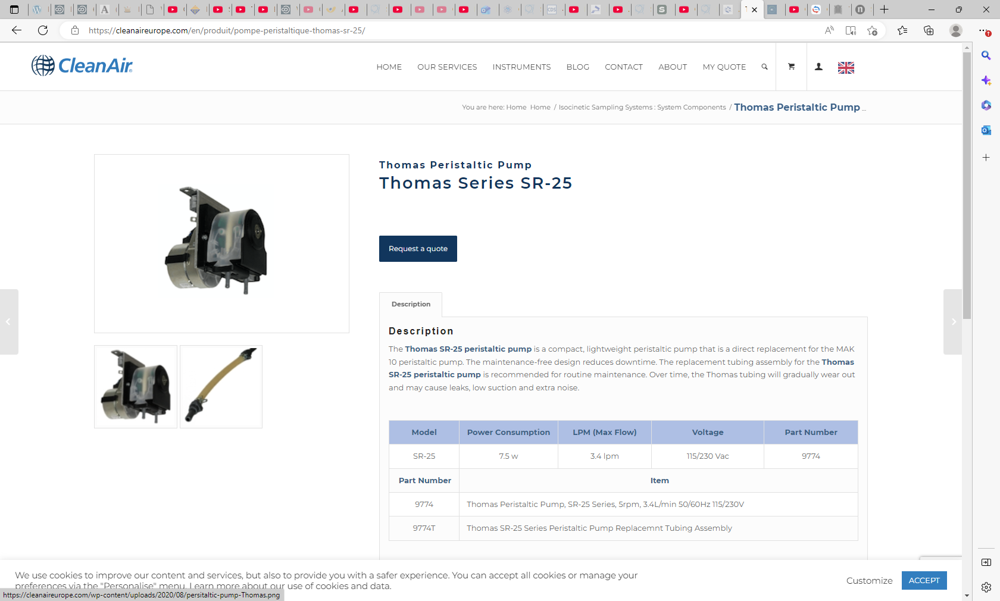 https://cleanaireurope.com/en/produit/pompe-peristaltique-thomas-sr-25/
CleanAir
HOME OUR SERVICES INSTRUMENTS BLOG CONTACT ABOUT MY QUOTE
You are here: Home Home / Isocinetic Sampling Systems : System Components / Thomas Peristaltic Pump ...
Thomas Peristaltic Pump
Thomas Series SR-25
Request a quote
Description
Description
The Thomas SR-25 peristaltic pump is a compact, lightweight peristaltic pump that is a direct replacement for the MAK
10 peristaltic pump. The maintenance-free design reduces downtime. The replacement tubing assembly for the Thomas
SR-25 peristaltic pump is recommended for routine maintenance. Over time, the Thomas tubing will gradually wear out
and may cause leaks, low suction and extra noise.
Model Power Consumption LPM (Max Flow) Voltage Part Number
SR-25 7.5 w 3.4 lpm 115/230 Vac 9774
Part Number Item
9774 Thomas Peristaltic Pump, SR-25 Series, 5rpm, 3.4L/min 50/60Hz 115/230V
9774T Thomas SR-25 Series Peristaltic Pump Replacemnt Tubing Assembly
We use cookies to improve our content and services, but also to provide you with a safer experience. You can accept all cookies or manage your
preferences via the "Personalise" menu. Learn more about our use of cookies and data.
Customize ACCEPT
https://cleanaireurope.com/wp-content/uploads/2020/08/persitaltic-pump-Thomas.png